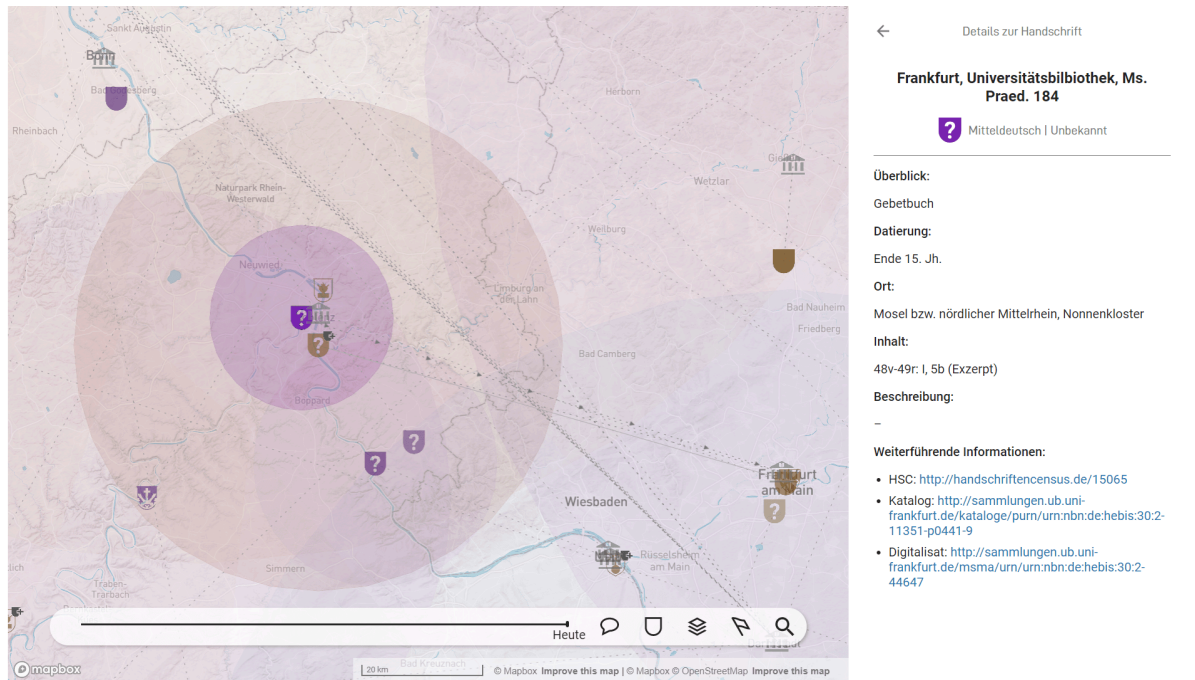 Sankt Augustin
Bonn
Bad Godesberg
Rheinbach
Herborn
Gießen
Wetzlar
Naturpark Rhein-
Westerwald
Weilburg
Neuwied
Limburg an
der Lahn
Bad Nauheim
Friedberg
Bad Camberg
Boppard
Frankfurt
am Main
Wiesbaden
Rüsselsheim
am Main
Simmern
Traben-
Trarbach
Heute
Bad Kreuznach
mapbox
20 km
© Mapbox Improve this map | © Mapbox © OpenStreetMap Improve this map
Details zur Handschrift
Frankfurt, Universitätsbilbiothek, Ms.
Praed. 184
Mitteldeutsch | Unbekannt
Überblick:
Gebetbuch
Datierung:
Ende 15. Jh.
Ort:
Mosel bzw. nördlicher Mittelrhein, Nonnenkloster
Inhalt:
48v-49r: I, 5b (Exzerpt)
Beschreibung:
–
Weiterführende Informationen:
• HSC: http://handschriftencensus.de/15065
• Katalog: http://sammlungen.ub.uni-
frankfurt.de/kataloge/purn/urn:nbn:de:hebis:30:2-
11351-p0441-9
• Digitalisat: http://sammlungen.ub.uni-
frankfurt.de/msma/urn/urn:nbn:de:hebis:30:2-
44647